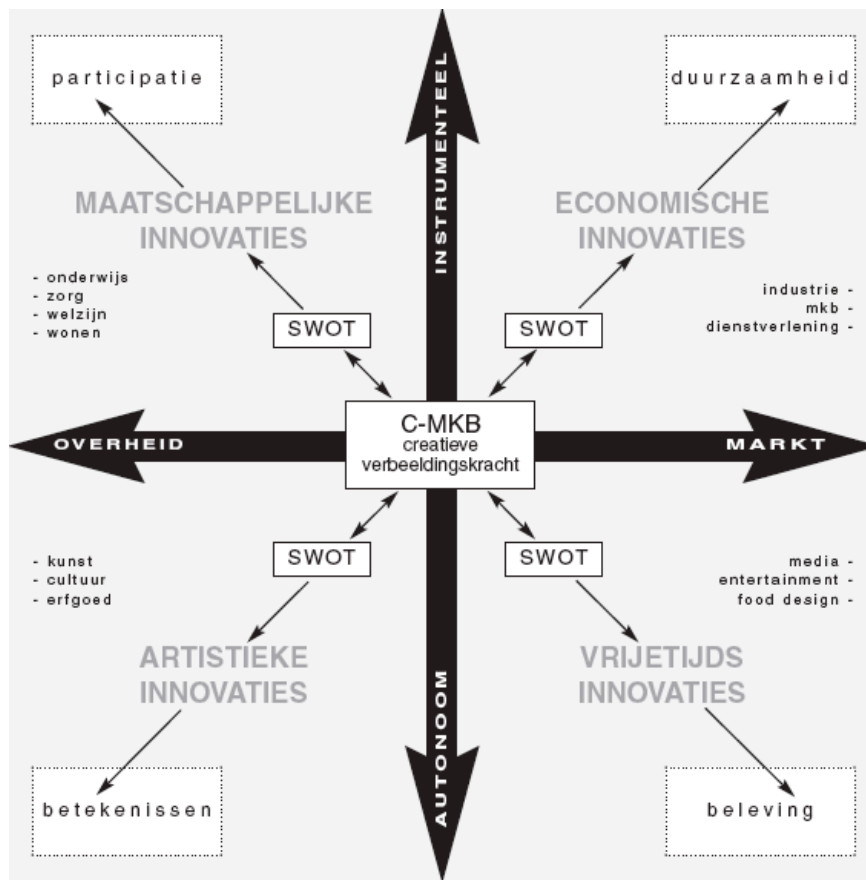 participatie
duurzaamheid
INSTRUMENTEEL
MAATSCHAPPELIJKE
INNOVATIES
ECONOMISCHE
INNOVATIES
- onderwijs
- zorg
- welzijn
- wonen
industrie -
mkb -
dienstverlening -
SWOT
SWOT
OVERHEID
C-MKB
creatieve
verbeeldingskracht
MARKT
SWOT
SWOT
- kunst
- cultuur
- erfgoed
media -
entertainment -
food design -
ARTISTIEKE
INNOVATIES
VRIJETIJDS
INNOVATIES
AUTONOOM
betekenissen
beleving